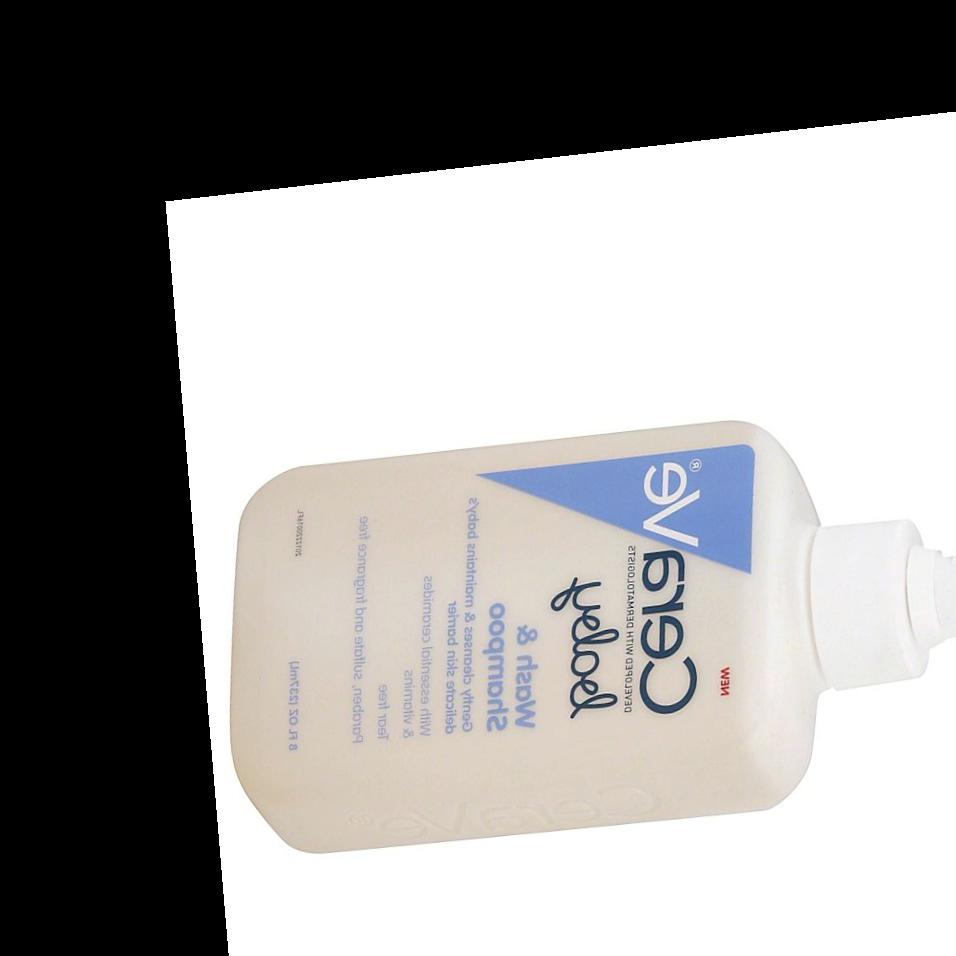 NEW
CeraVe®
DEVELOPED WITH DERMATOLOGISTS
baby
Wash &
Shampoo
Gently cleanses & maintains baby's
delicate skin barrier
With essential ceramides
& vitamins
Tear free
Paraben, sulfate and fragrance free
8 FL OZ (237mL)
CeraVe®